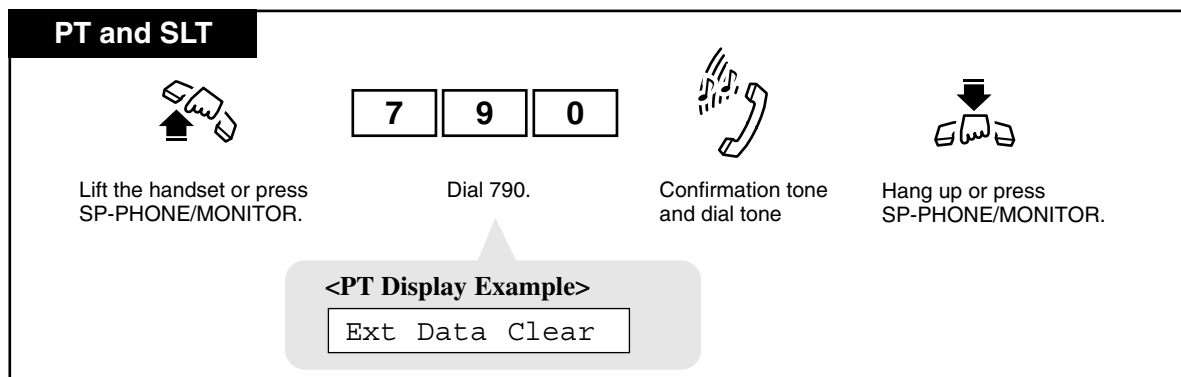 PT and SLT
7 9 0
Lift the handset or press
SP-PHONE/MONITOR.
Dial 790.
Confirmation tone
and dial tone
Hang up or press
SP-PHONE/MONITOR.
<PT Display Example>
Ext Data Clear